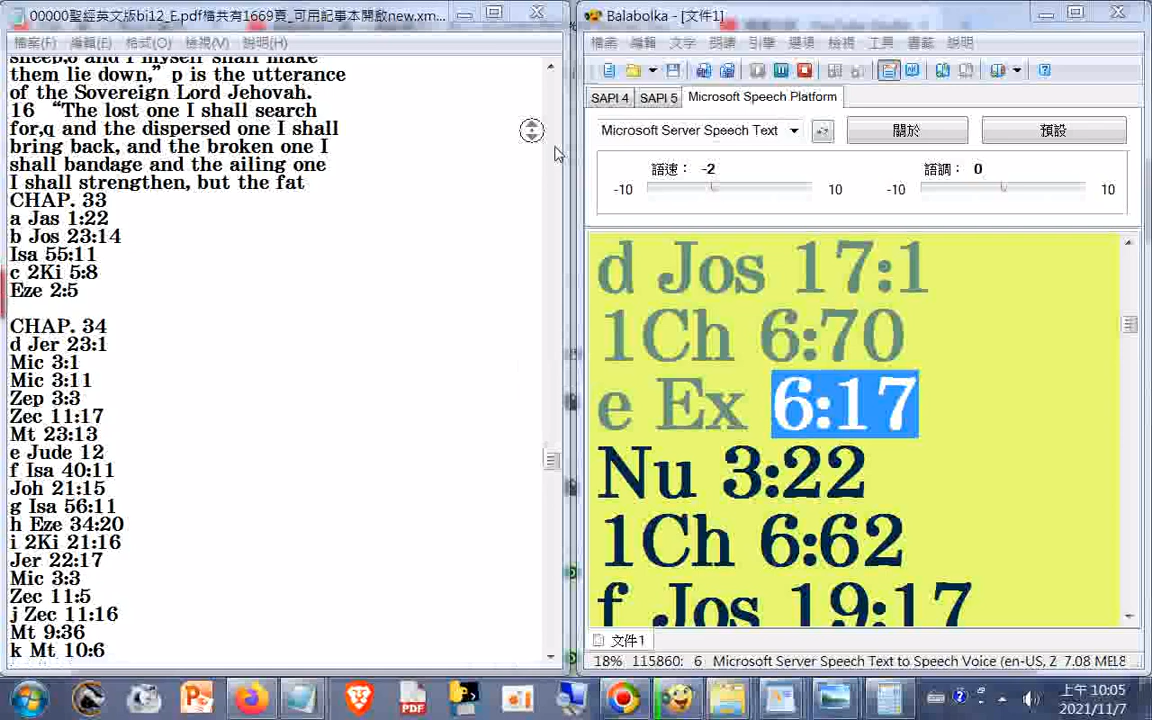 00000聖經英文版bi12_E.pdf檔共有1669頁_可用記事本開啟new.xm...
檔案(F) 編輯(E) 格式(O) 檢視(V) 說明(H)
sheep,o and I myself shall make
them lie down,” p is the utterance
of the Sovereign Lord Jehovah.
16 “The lost one I shall search
for,q and the dispersed one I shall
bring back, and the broken one I
shall bandage and the ailing one
I shall strengthen, but the fat
CHAP. 33
a Jas 1:22
b Jos 23:14
Isa 55:11
c 2Ki 5:8
Eze 2:5
CHAP. 34
d Jer 23:1
Mic 3:1
Mic 3:11
Zep 3:3
Zec 11:17
Mt 23:13
e Jude 12
f Isa 40:11
Joh 21:15
g Isa 56:11
h Eze 34:20
i 2Ki 21:16
Jer 22:17
Mic 3:3
Zec 11:5
j Zec 11:16
Mt 9:36
k Mt 10:6
Balabolka - [文件1]
檔案 編輯 文字 朗讀 引擎 選項 檢視 工具 書籤 說明
SAPI 4 SAPI 5 Microsoft Speech Platform
Microsoft Server Speech Text 關於 預設
語速： -2 語調： 0
-10 10 -10 10
d Jos 17:1
1Ch 6:70
e Ex 6:17
Nu 3:22
1Ch 6:62
f Jos 19:17
文件1
18% 115860: 6 Microsoft Server Speech Text to Speech Voice (en-US, 2 7.08 MEL8
PDF
上午 10:05
2021/11/7